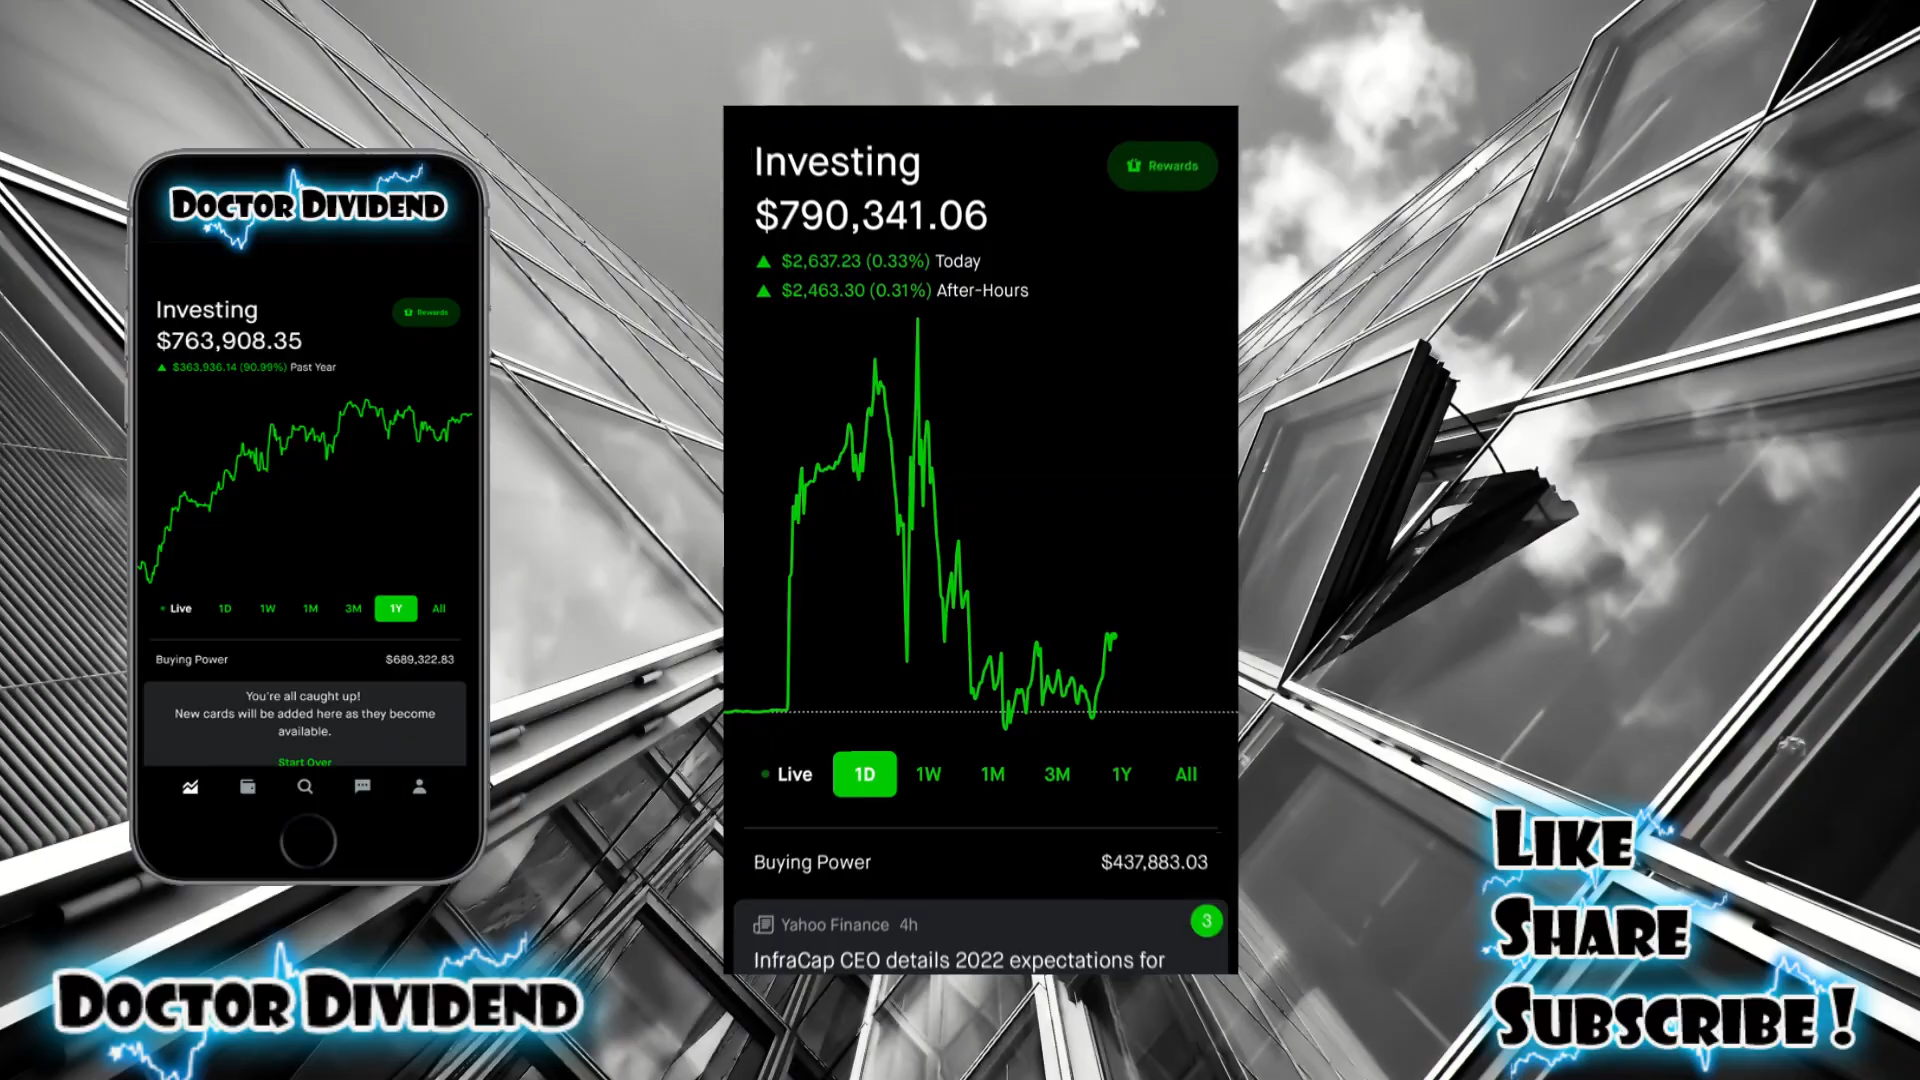 DOCTOR DIVIDEND
Investing
Rewards
$763,908.35
$363,936.14 (90.99%) Past Year
Live 1D 1W 1M 3M 1Y All
Buying Power $689,322.83
You're all caught up!
New cards will be added here as they become
available.
Start Over
Investing
Rewards
$790,341.06
$2,637.23 (0.33%) Today
$2,463.30 (0.31%) After-Hours
Live 1D 1W 1M 3M 1Y All
Buying Power $437,883.03
Yahoo Finance 4h
3
InfraCap CEO details 2022 expectations for
DOCTOR DIVIDEND
LIKE
SHARE
SUBSCRIBE !